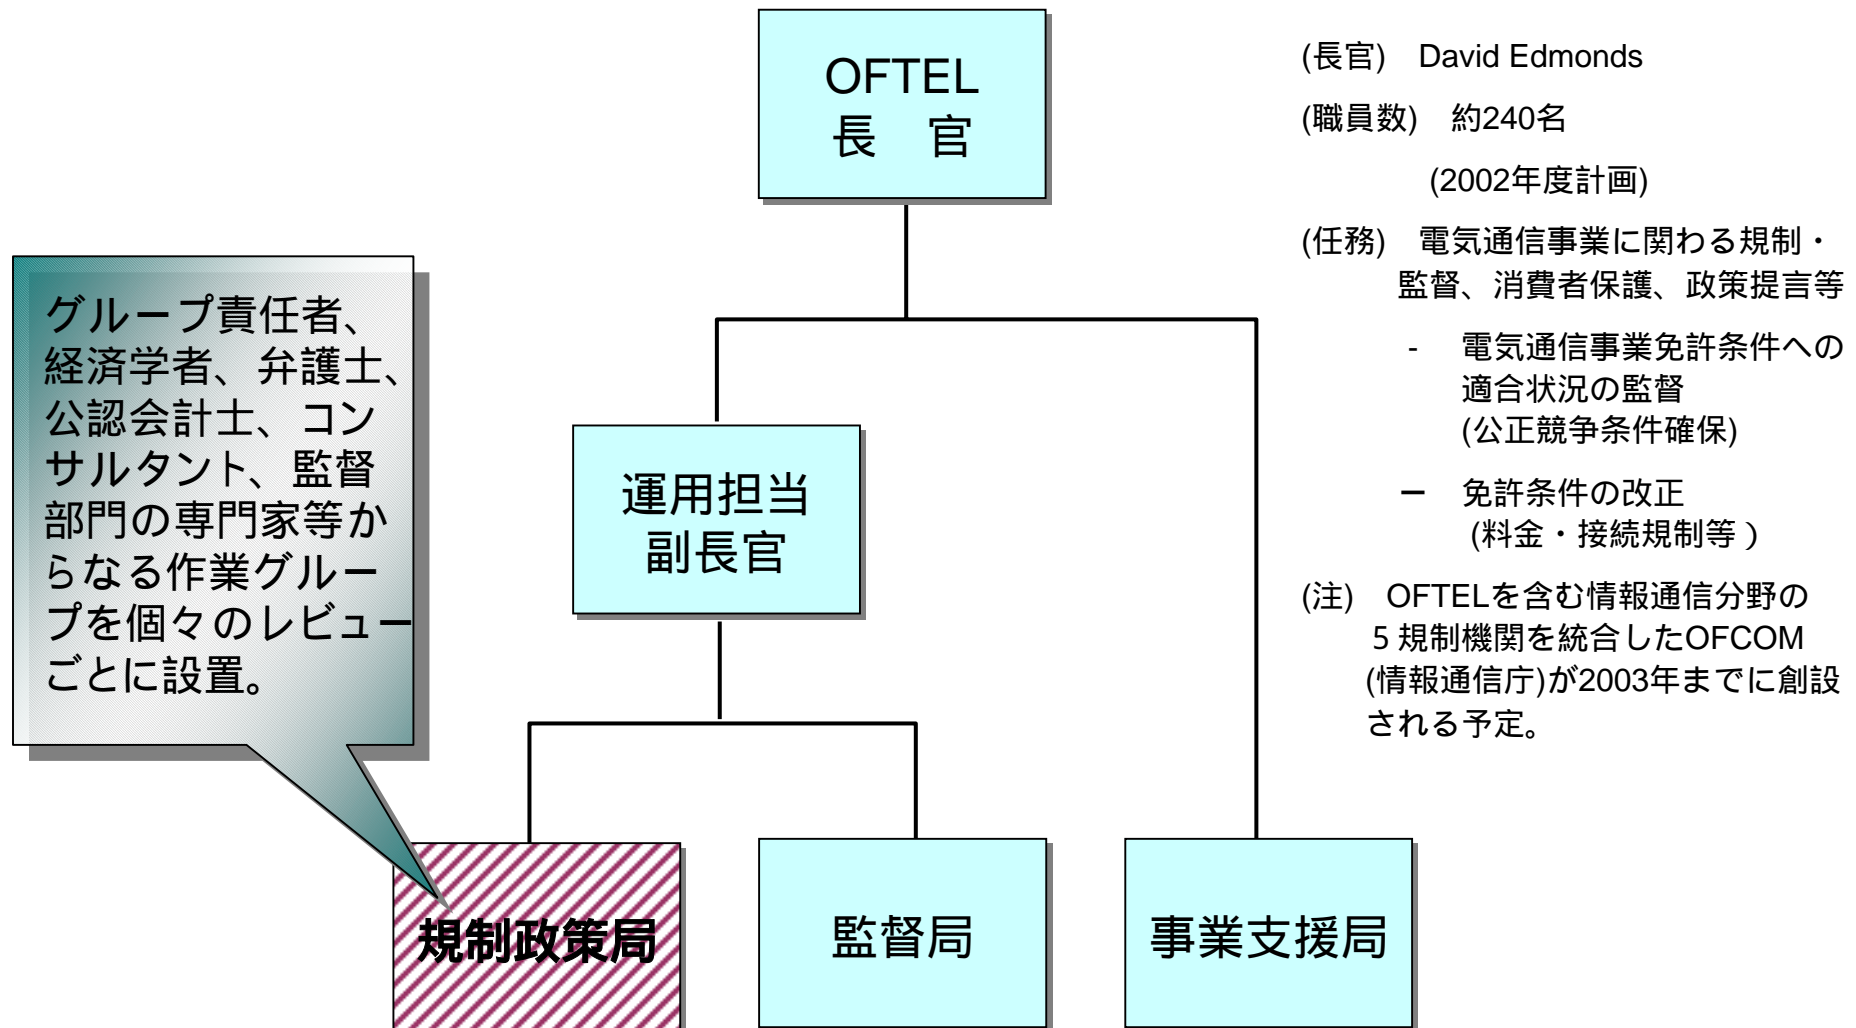 OFTEL
長　官
(長官)　David Edmonds
(職員数)　約240名
(2002年度計画)
(任務)　電気通信事業に関わる規制・
監督、消費者保護、政策提言等
-　電気通信事業免許条件への
適合状況の監督
(公正競争条件確保)
ー　免許条件の改正
(料金・接続規制等 )
(注)　OFTELを含む情報通信分野の
５規制機関を統合したOFCOM
(情報通信庁)が2003年までに創設
される予定。
グループ責任者、
経済学者、弁護士、
公認会計士、コン
サルタント、監督
部門の専門家等か
らなる作業グルー
プを個々のレビュー
ごとに設置。
運用担当
副長官
規制政策局
監督局
事業支援局